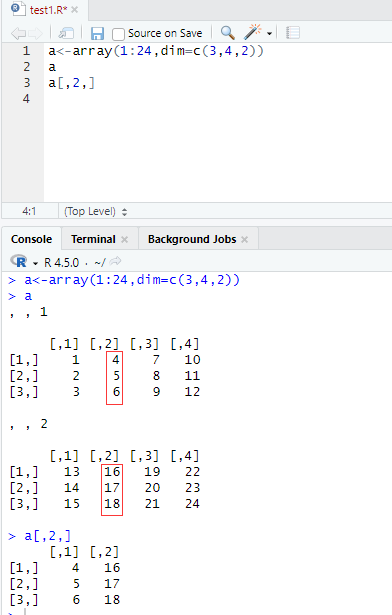 test1.R* ×
Source on Save
1 a<-array(1:24,dim=c(3,4,2))
2 a
3 a[,2,]
4
4:1 (Top Level)
Console Terminal × Background Jobs ×
R 4.5.0 · ~/
> a<-array(1:24,dim=c(3,4,2))
> a
, , 1
[,1] [,2] [,3] [,4]
[1,] 1 4 7 10
[2,] 2 5 8 11
[3,] 3 6 9 12
, , 2
[,1] [,2] [,3] [,4]
[1,] 13 16 19 22
[2,] 14 17 20 23
[3,] 15 18 21 24
> a[,2,]
[,1] [,2]
[1,] 4 16
[2,] 5 17
[3,] 6 18
>